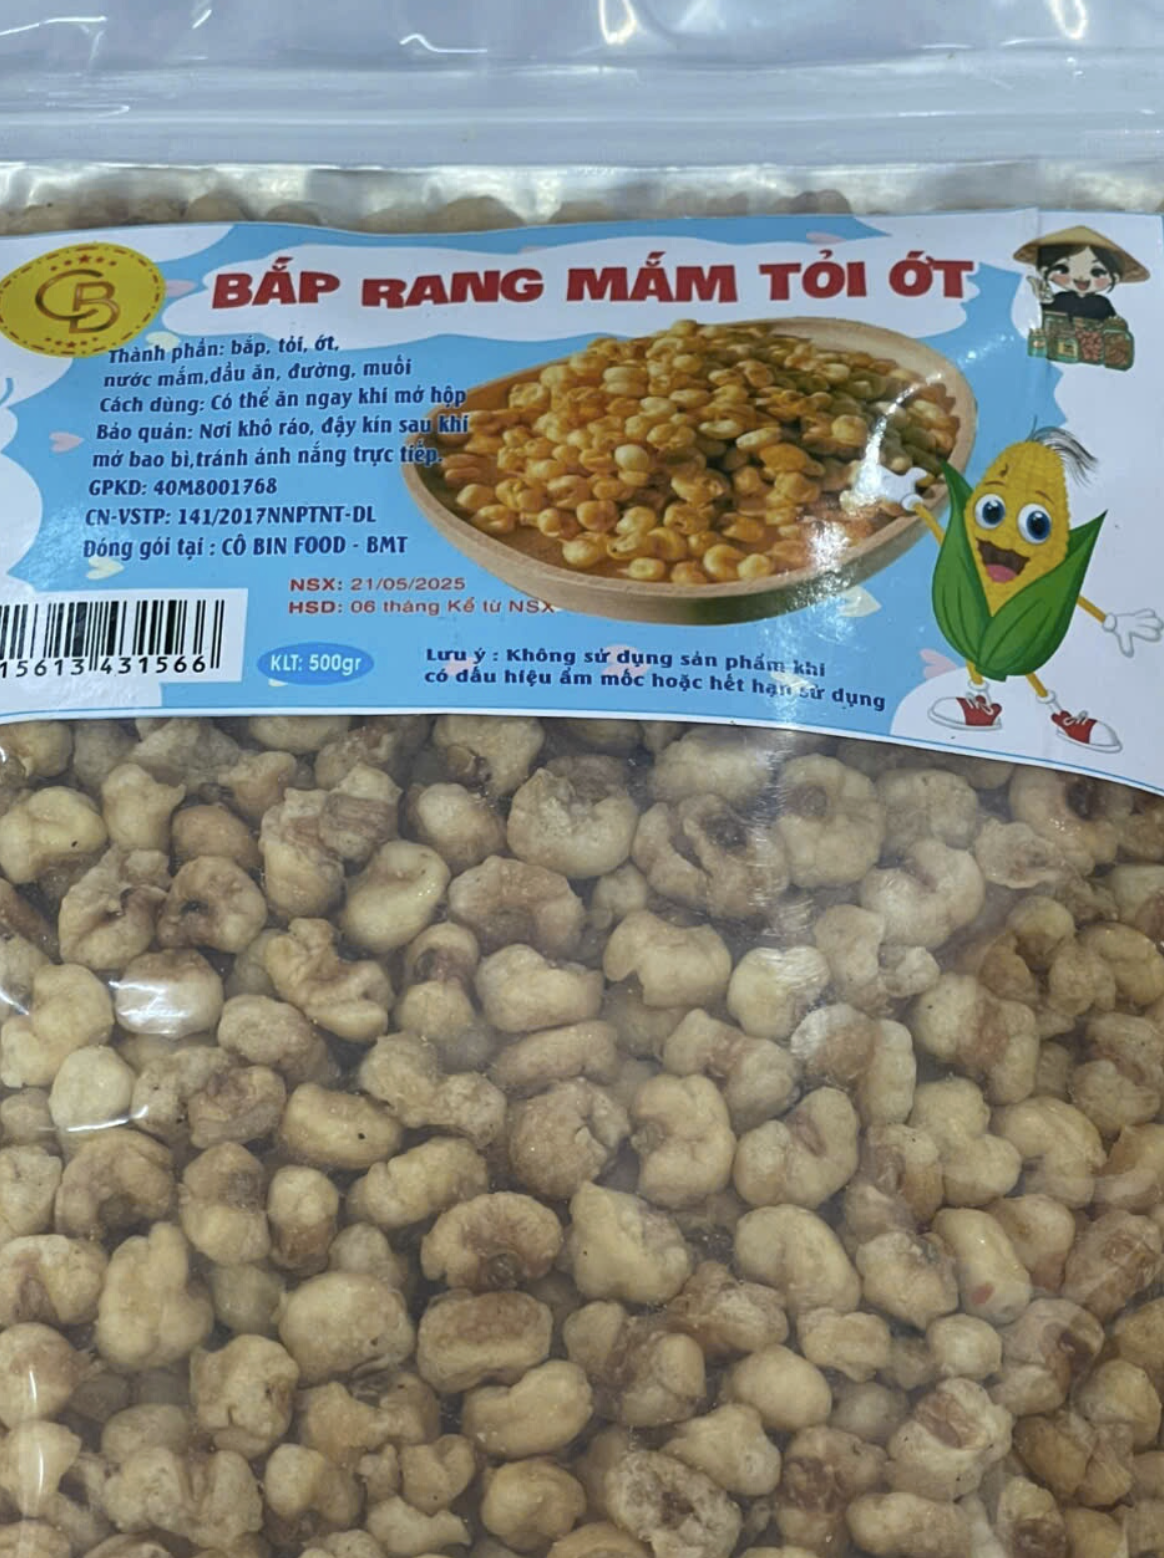 CB
BẮP RANG MẮM TỎI ỚT
Thành phần: bắp, tỏi, ớt,
nước mắm,dầu ăn, đường, muối
Cách dùng: Có thể ăn ngay khi mở hộp
Bảo quản: Nơi khô ráo, đậy kín sau khi
mở bao bì,tránh ánh nắng trực tiếp.
GPKD: 40M8001768
CN-VSTP: 141/2017NNPTNT-DL
Đóng gói tại : CÔ BIN FOOD - BMT
NSX: 21/05/2025
HSD: 06 tháng Kể từ NSX
15613 431566
KLT: 500gr
Lưu ý : Không sử dụng sản phẩm khi
có dấu hiệu ẩm mốc hoặc hết hạn sử dụng